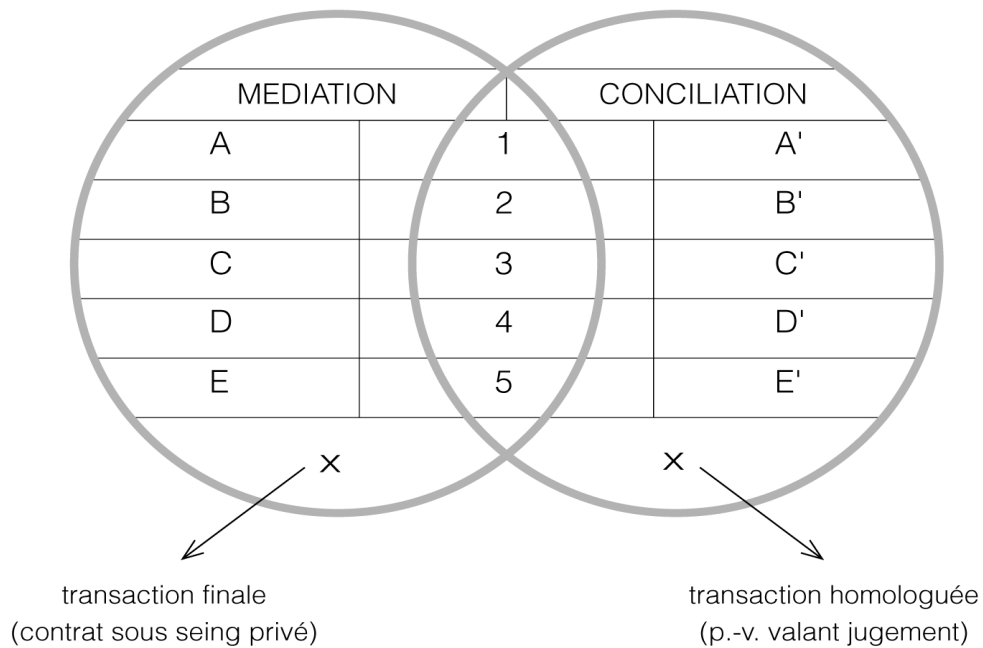 MEDIATION CONCILIATION
A 1 A'
B 2 B'
C 3 C'
D 4 D'
E 5 E'
x x
transaction finale
(contrat sous seing privé)
transaction homologuée
(p.-v. valant jugement)